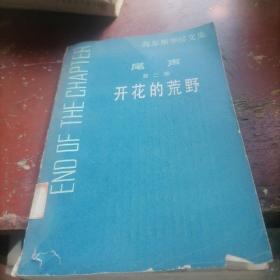 高尔斯华绥文集
尾声
第二部
开花的荒野
END OF THE CHAPTER